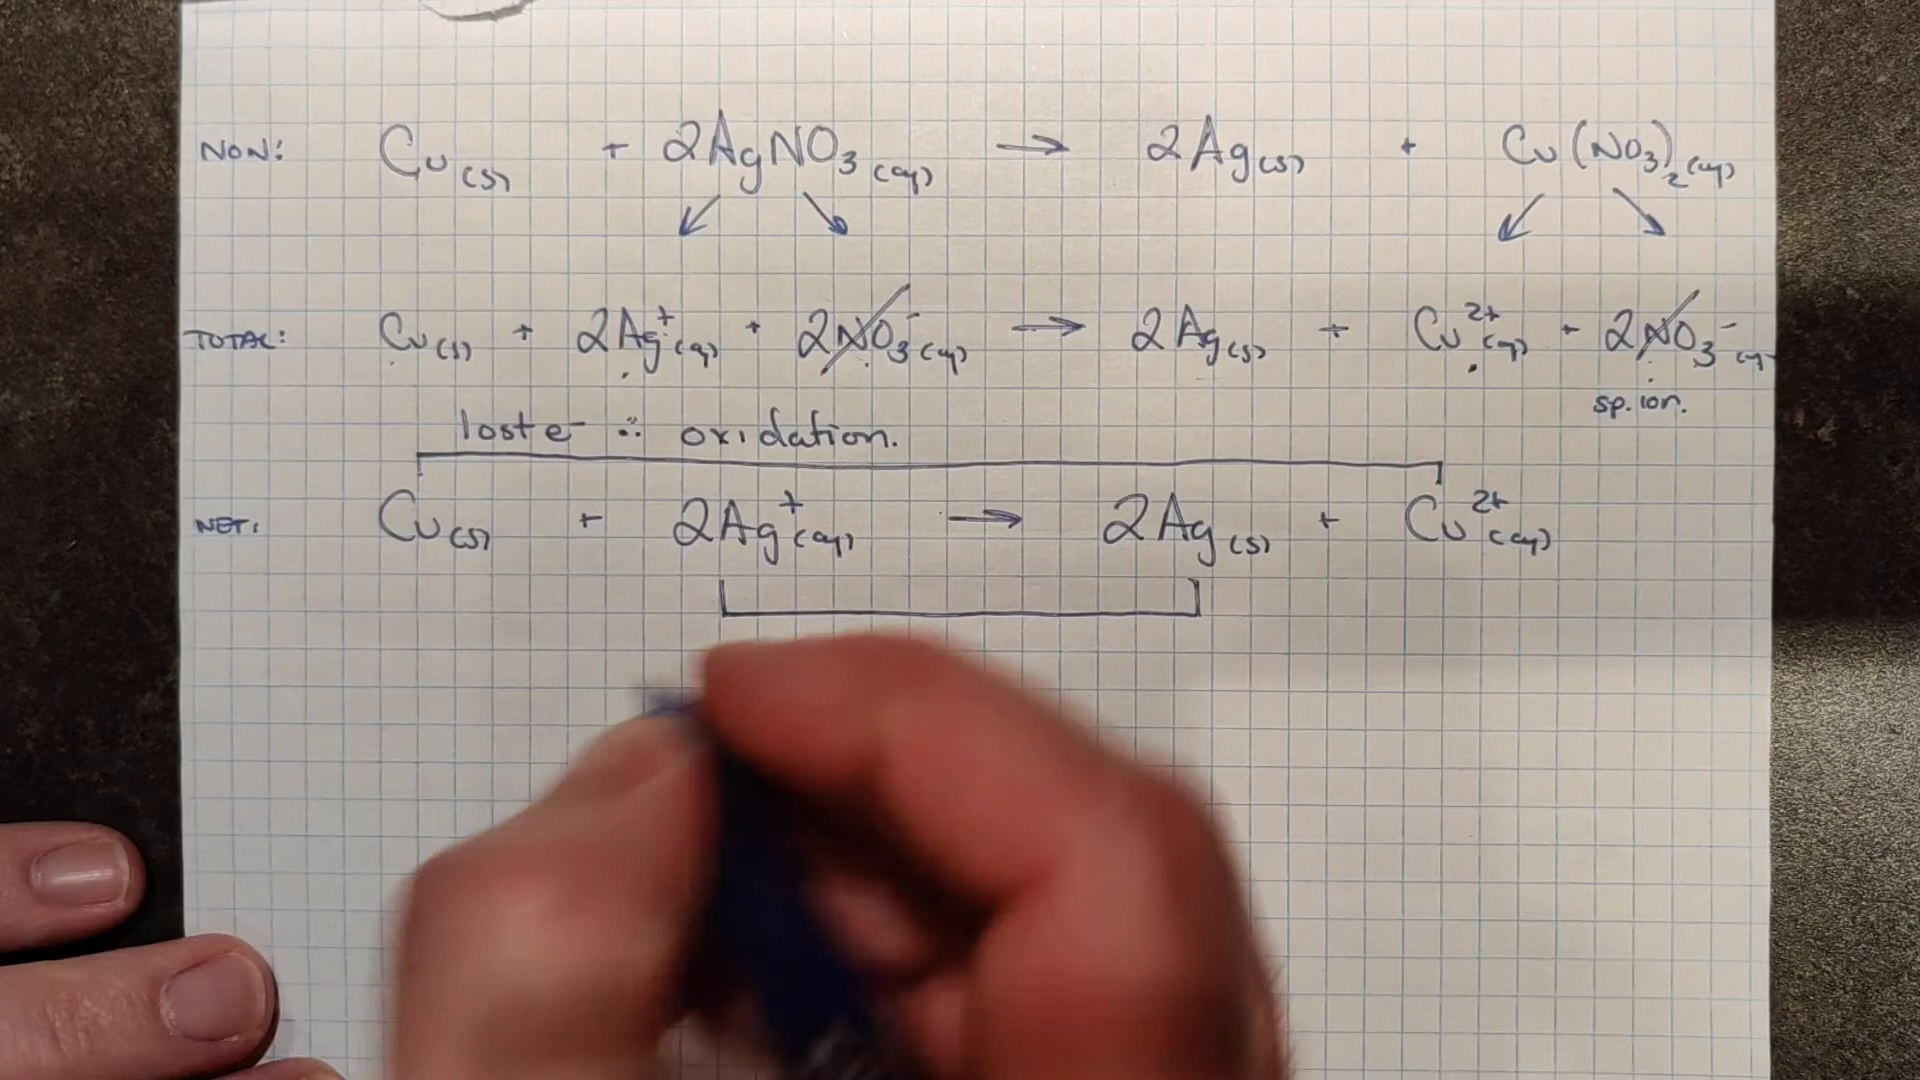 NON: Cu(s) + 2AgNO₃(aq) → 2Ag(s) + Cu(NO₃)₂(aq)
TOTAL: Cu(s) + 2Ag⁺(aq) + 2NO₃⁻(aq) → 2Ag(s) + Cu²⁺(aq) + 2NO₃⁻(aq
sp. ion.
lost e⁻ ∴ oxidation.
NET: Cu(s) + 2Ag⁺(aq) → 2Ag(s) + Cu²⁺(aq)